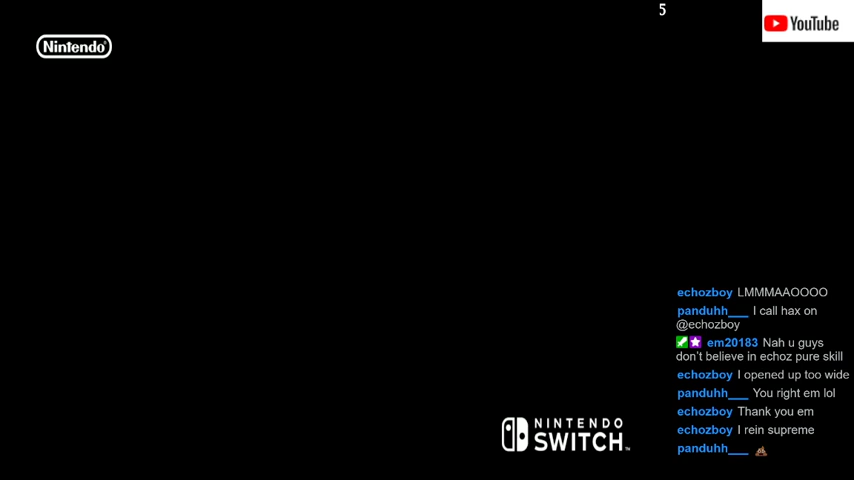 5
YouTube
Nintendo
echozboy LMMMAAOOOO
panduhh___ I call hax on
@echozboy
em20183 Nah u guys
don't believe in echoz pure skill
echozboy I opened up too wide
panduhh___ You right em lol
echozboy Thank you em
echozboy I rein supreme
panduhh___
NINTENDO
SWITCH™